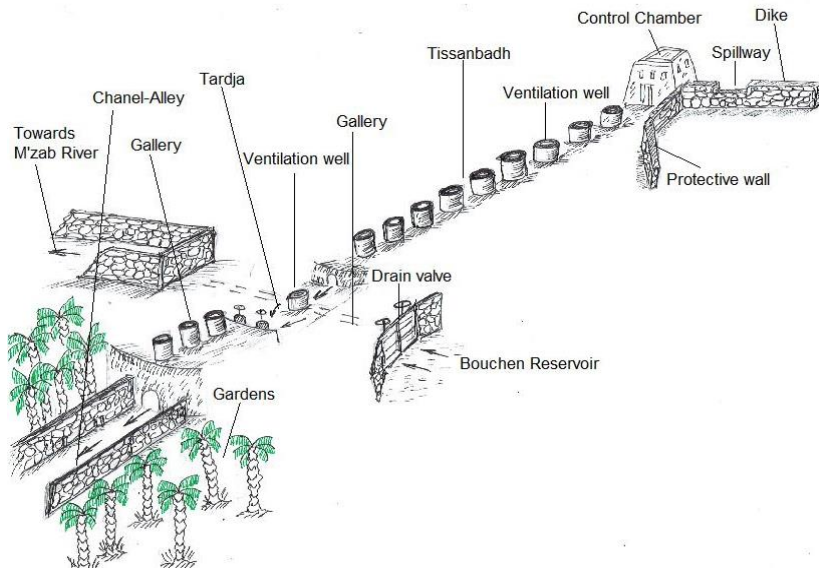 Control Chamber
Dike
Spillway
Tissanbadh
Tardja
Ventilation well
Chanel-Alley
Gallery
Towards
M'zab River
Gallery
Ventilation well
Protective wall
Drain valve
Bouchen Reservoir
Gardens